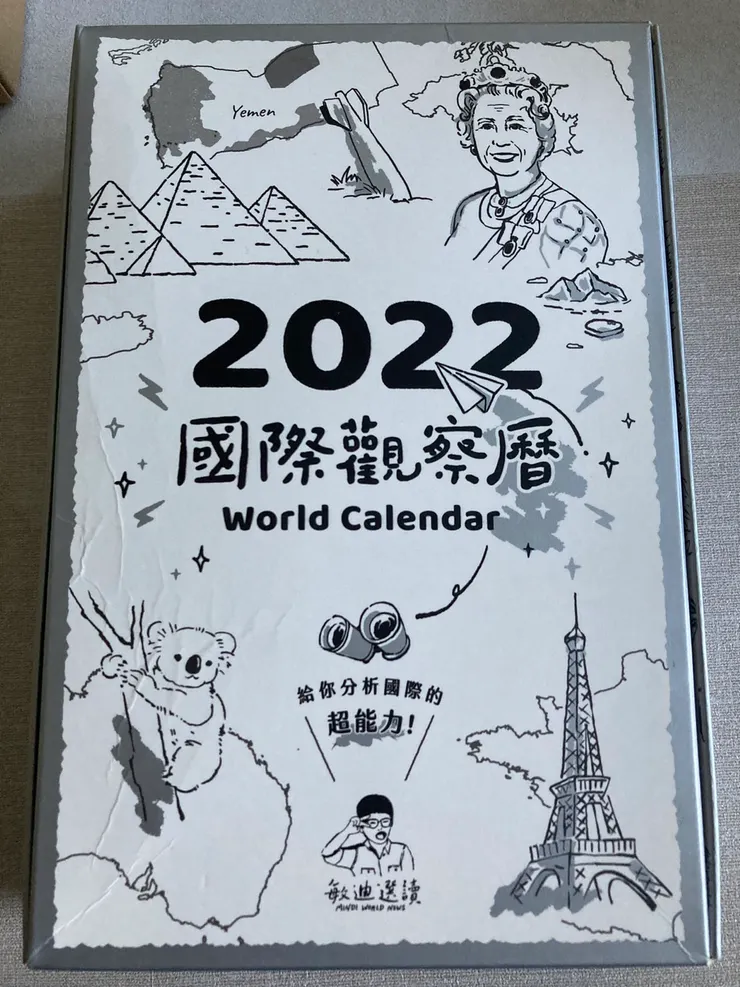 Yemen
2022
國際觀察曆
World Calendar
給你分析國際的
超能力!
敏迪選讀
MINDI WORLD NEWS